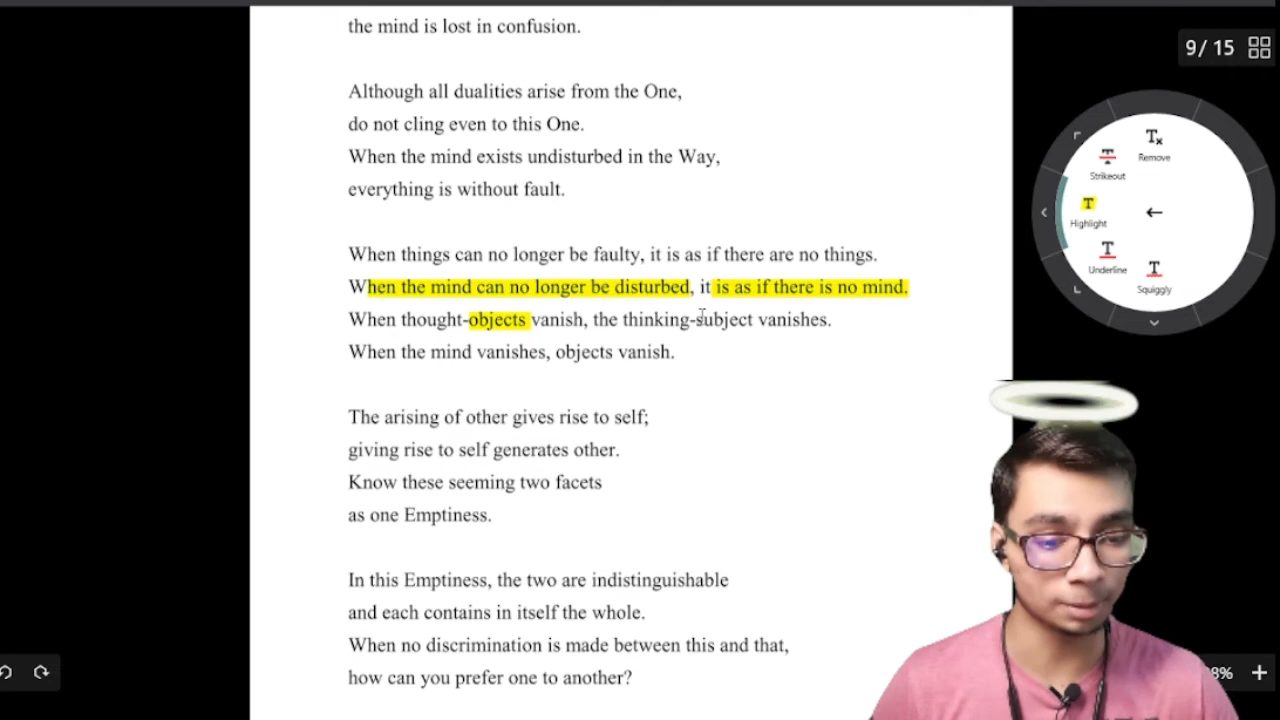 the mind is lost in confusion.
9/ 15
Although all dualities arise from the One,
do not cling even to this One.
When the mind exists undisturbed in the Way,
everything is without fault.
When things can no longer be faulty, it is as if there are no things.
When the mind can no longer be disturbed, it is as if there is no mind.
When thought-objects vanish, the thinking-subject vanishes.
When the mind vanishes, objects vanish.
The arising of other gives rise to self;
giving rise to self generates other.
Know these seeming two facets
as one Emptiness.
In this Emptiness, the two are indistinguishable
and each contains in itself the whole.
When no discrimination is made between this and that,
how can you prefer one to another?
Remove
Strikeout
Highlight
Underline
Squiggly